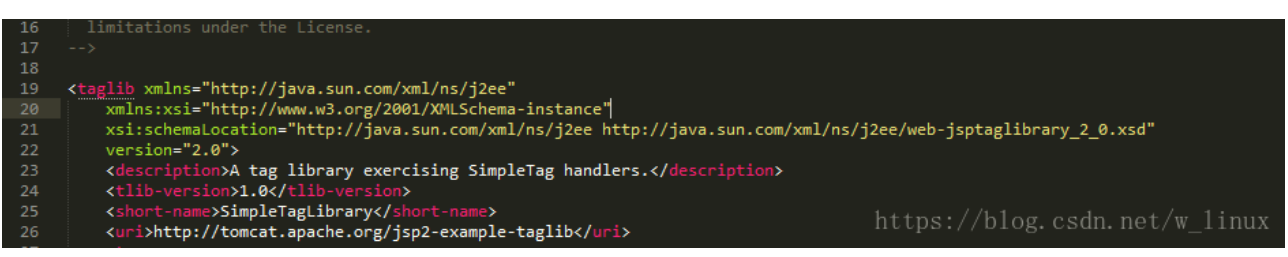 16 limitations under the License.
17 -->
18
19 <taglib xmlns="http://java.sun.com/xml/ns/j2ee"
20 xmlns:xsi="http://www.w3.org/2001/XMLSchema-instance"
21 xsi:schemaLocation="http://java.sun.com/xml/ns/j2ee http://java.sun.com/xml/ns/j2ee/web-jsptaglibrary_2_0.xsd"
22 version="2.0">
23 <description>A tag library exercising SimpleTag handlers.</description>
24 <tlib-version>1.0</tlib-version>
25 <short-name>SimpleTagLibrary</short-name>
26 <uri>http://tomcat.apache.org/jsp2-example-taglib</uri>
https://blog.csdn.net/w_linux